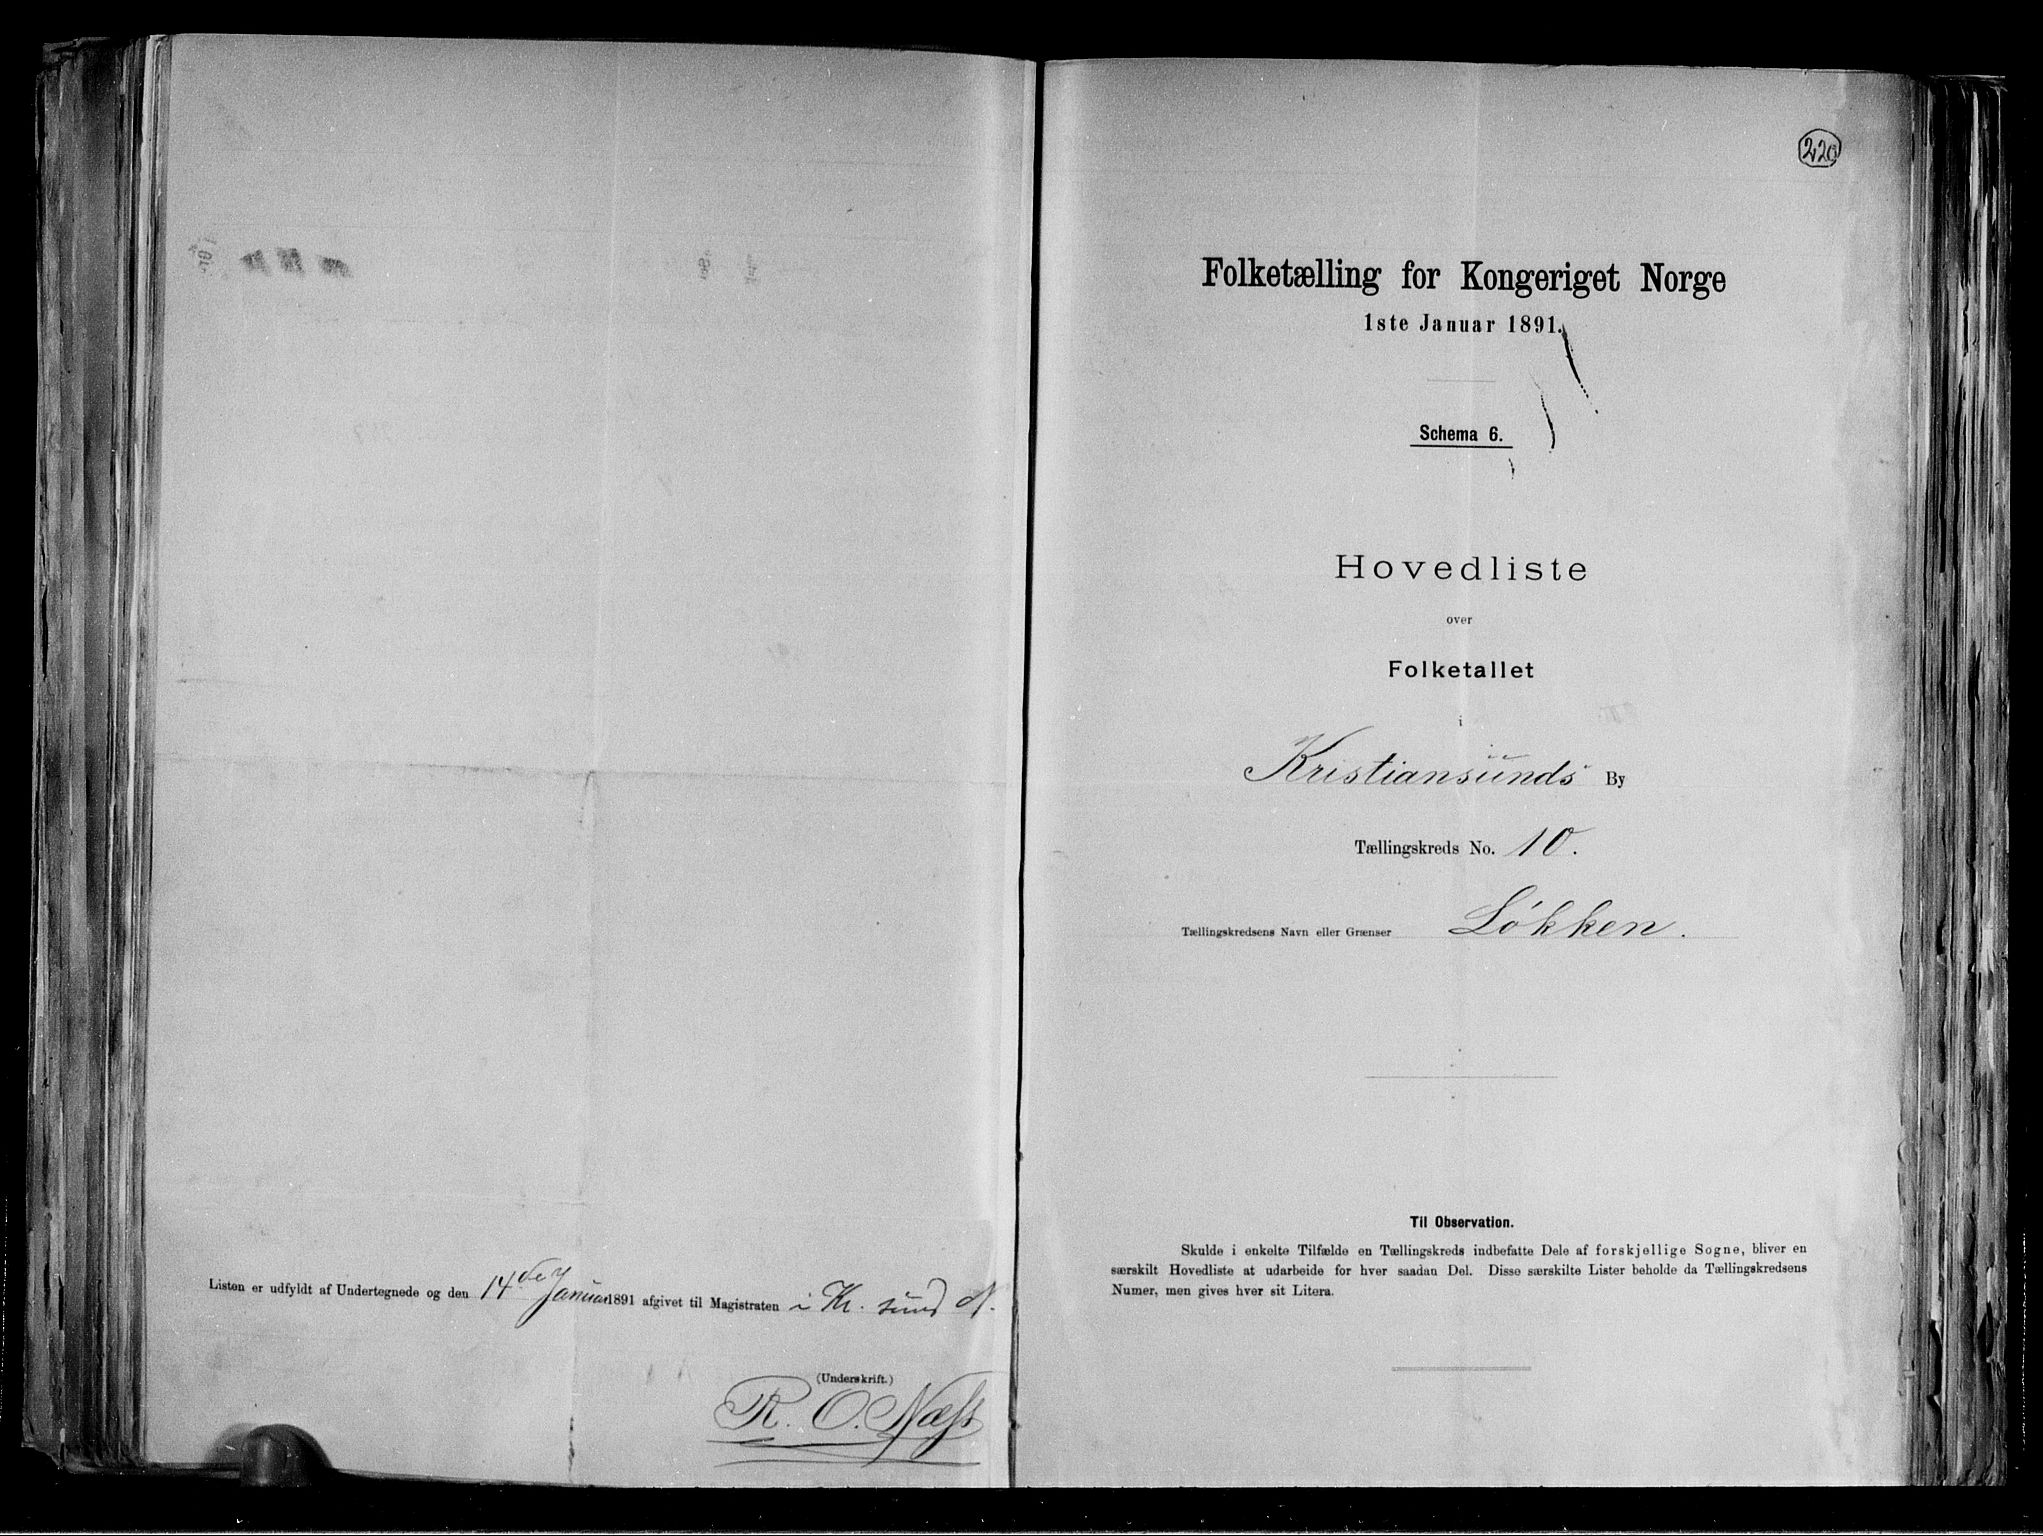 Listen er udfyldt af Undertegnede og den 14de Januar 1891 afgivet til Magistraten i Kr. sund N.
(Underskrift.)
R. O. Næss
220
Folketælling for Kongeriget Norge
1ste Januar 1891.
Schema 6.
Hovedliste
over
Folketallet
i
Kristiansunds By
Tællingskreds No. 10.
Tællingskredsens Navn eller Grænser Løkken.
Til Observation.
Skulde i enkelte Tilfælde en Tællingskreds indbefatte Dele af forskjellige Sogne, bliver en
særskilt Hovedliste at udarbeide for hver saadan Del. Disse særskilte Lister beholde da Tællingskredsens
Numer, men gives hver sit Litera.